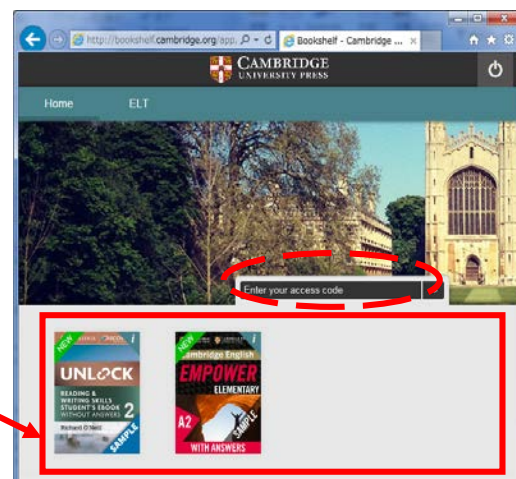 http://bookshelf.cambridge.org/app.
Bookshelf - Cambridge ...
CAMBRIDGE
UNIVERSITY PRESS
Home ELT
Enter your access code
NEW
i
UNLOCK
READING &
WRITING SKILLS
STUDENT'S EBOOK 2
WITHOUT ANSWERS
Richard O'Neill
SAMPLE
NEW
i
Cambridge English
EMPOWER
ELEMENTARY
A2
SAMPLE
WITH ANSWERS